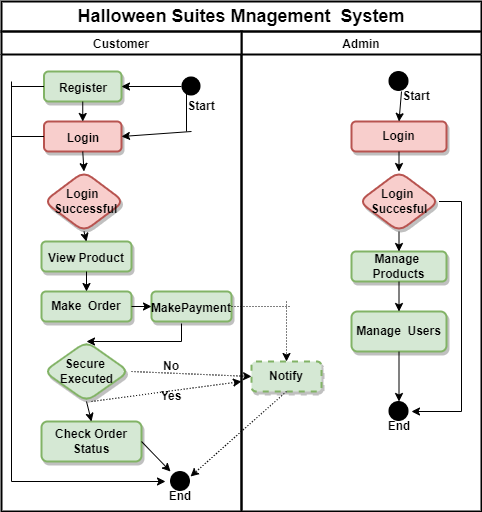 Halloween Suites Mnagement System
Customer
Admin
Register
Start
Login
Login
Successful
View Product
Make Order
MakePayment
Secure
Executed
No
Yes
Notify
Check Order
Status
End
Start
Login
Login
Succesful
Manage
Products
Manage Users
End